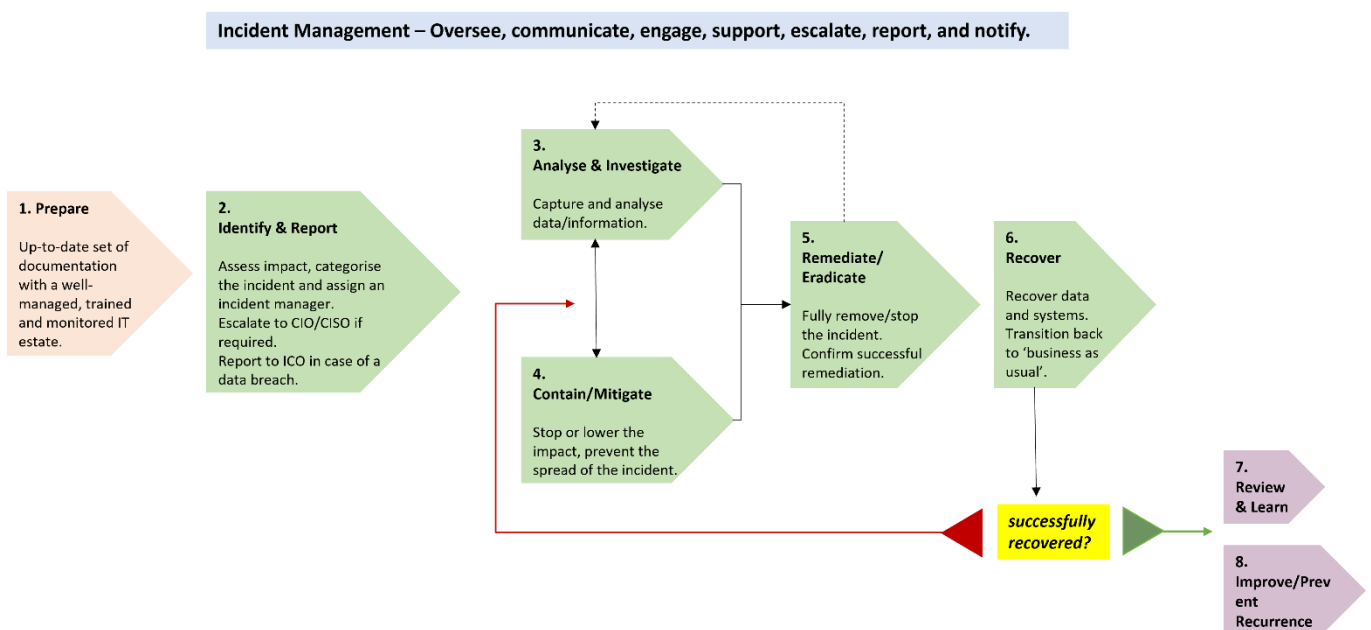 Incident Management – Oversee, communicate, engage, support, escalate, report, and notify.
1. Prepare
Up-to-date set of
documentation
with a well-
managed, trained
and monitored IT
estate.
2.
Identify & Report
Assess impact, categorise
the incident and assign an
incident manager.
Escalate to CIO/CISO if
required.
Report to ICO in case of a
data breach.
3.
Analyse & Investigate
Capture and analyse
data/information.
4.
Contain/Mitigate
Stop or lower the
impact, prevent the
spread of the incident.
5.
Remediate/
Eradicate
Fully remove/stop
the incident.
Confirm successful
remediation.
6.
Recover
Recover data
and systems.
Transition back
to ‘business as
usual’.
successfully
recovered?
7.
Review
& Learn
8.
Improve/Prev
ent
Recurrence